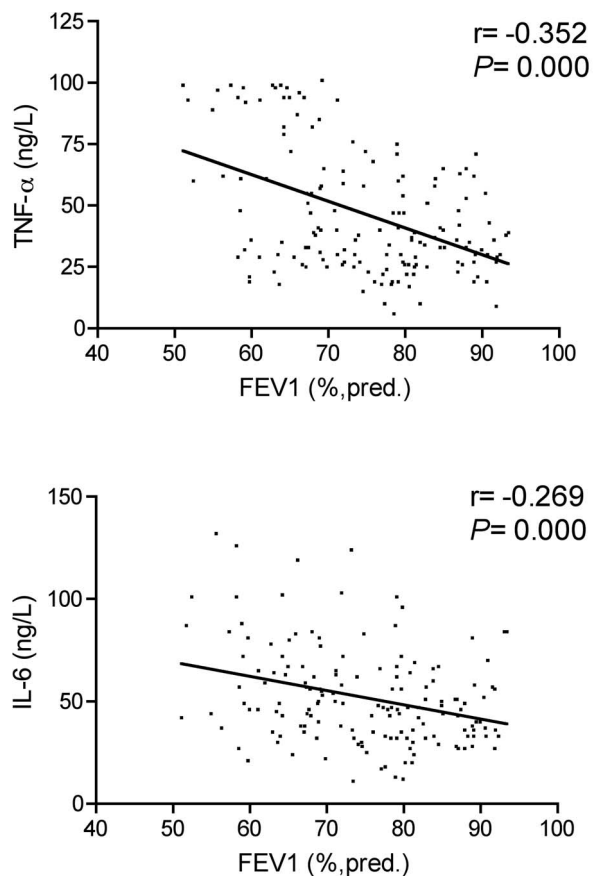 r= -0.352
P= 0.000
125
100
75
50
25
0
TNF-α (ng/L)
40 50 60 70 80 90 100
FEV1 (%,pred.)
r= -0.269
P= 0.000
150
100
50
0
IL-6 (ng/L)
40 50 60 70 80 90 100
FEV1 (%,pred.)